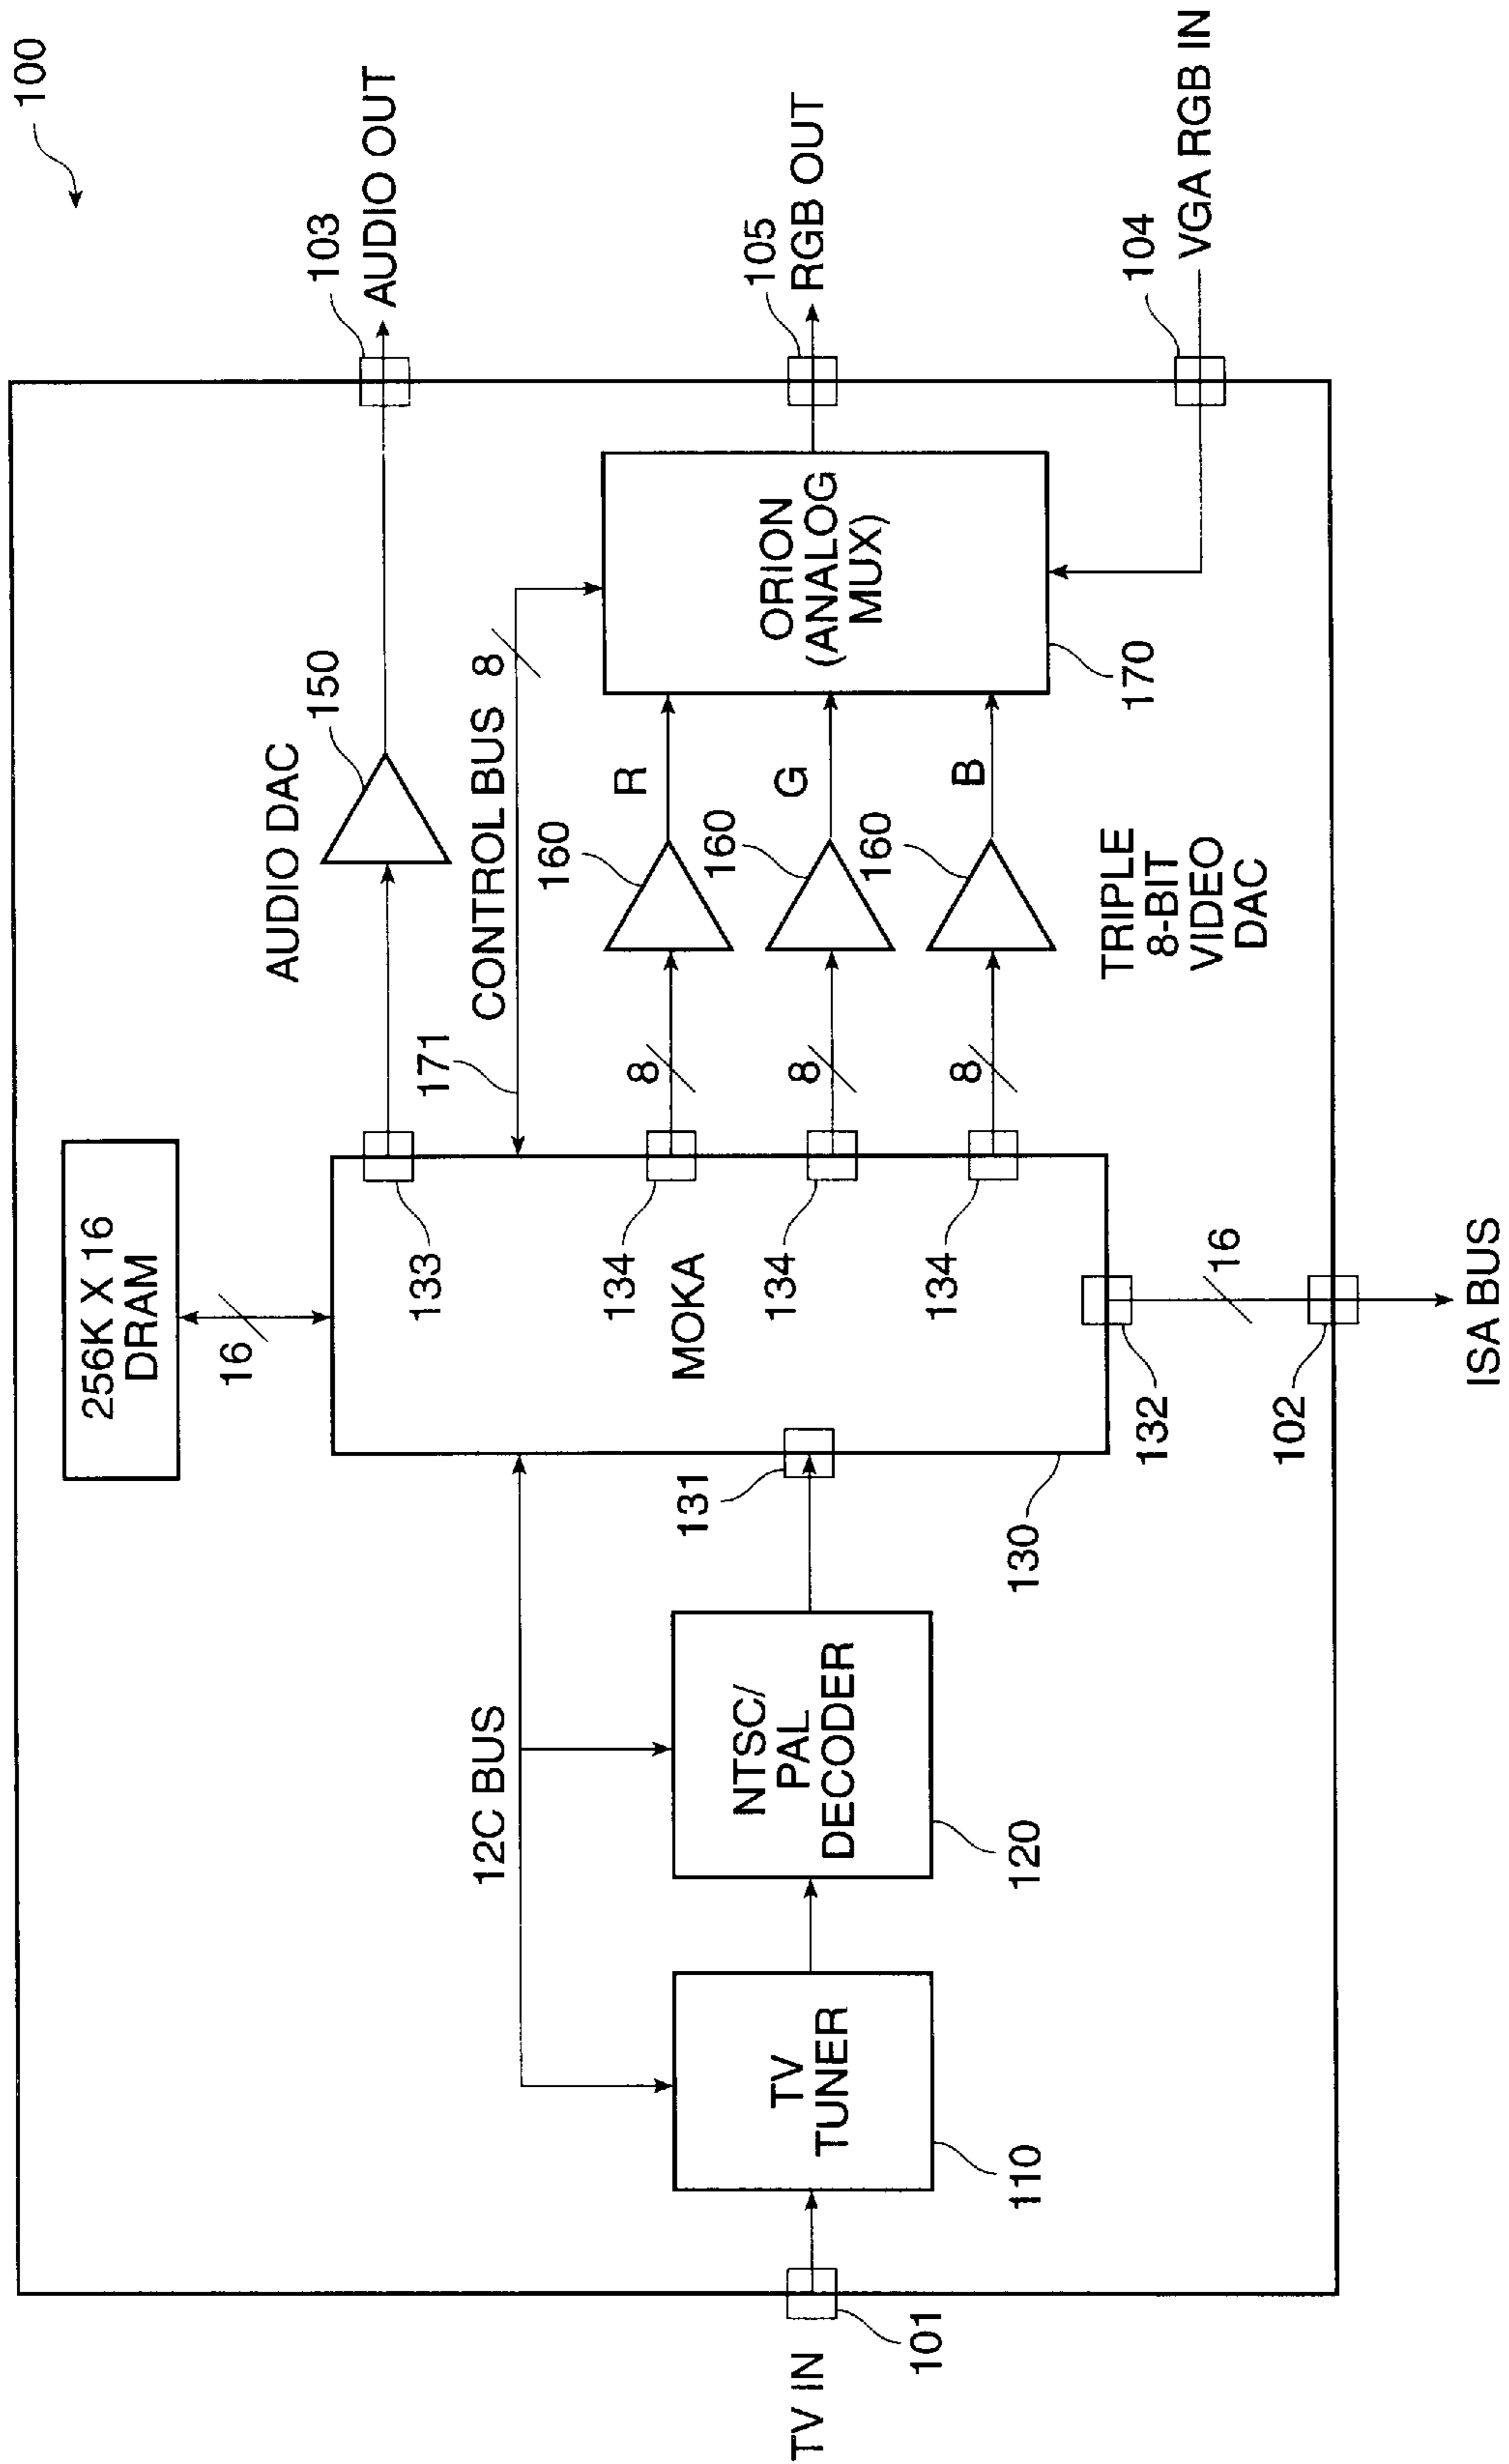 100
256K X 16
DRAM
16
AUDIO DAC
150
103
AUDIO OUT
12C BUS
171
CONTROL BUS 8
133
134
134
134
MOKA
8
8
8
160
160
160
R
G
B
TRIPLE
8-BIT
VIDEO
DAC
ORION
(ANALOG
MUX)
170
105
RGB OUT
104
VGA RGB IN
TV IN
101
TV
TUNER
110
NTSC/
PAL
DECODER
120
131
130
132
16
102
ISA BUS